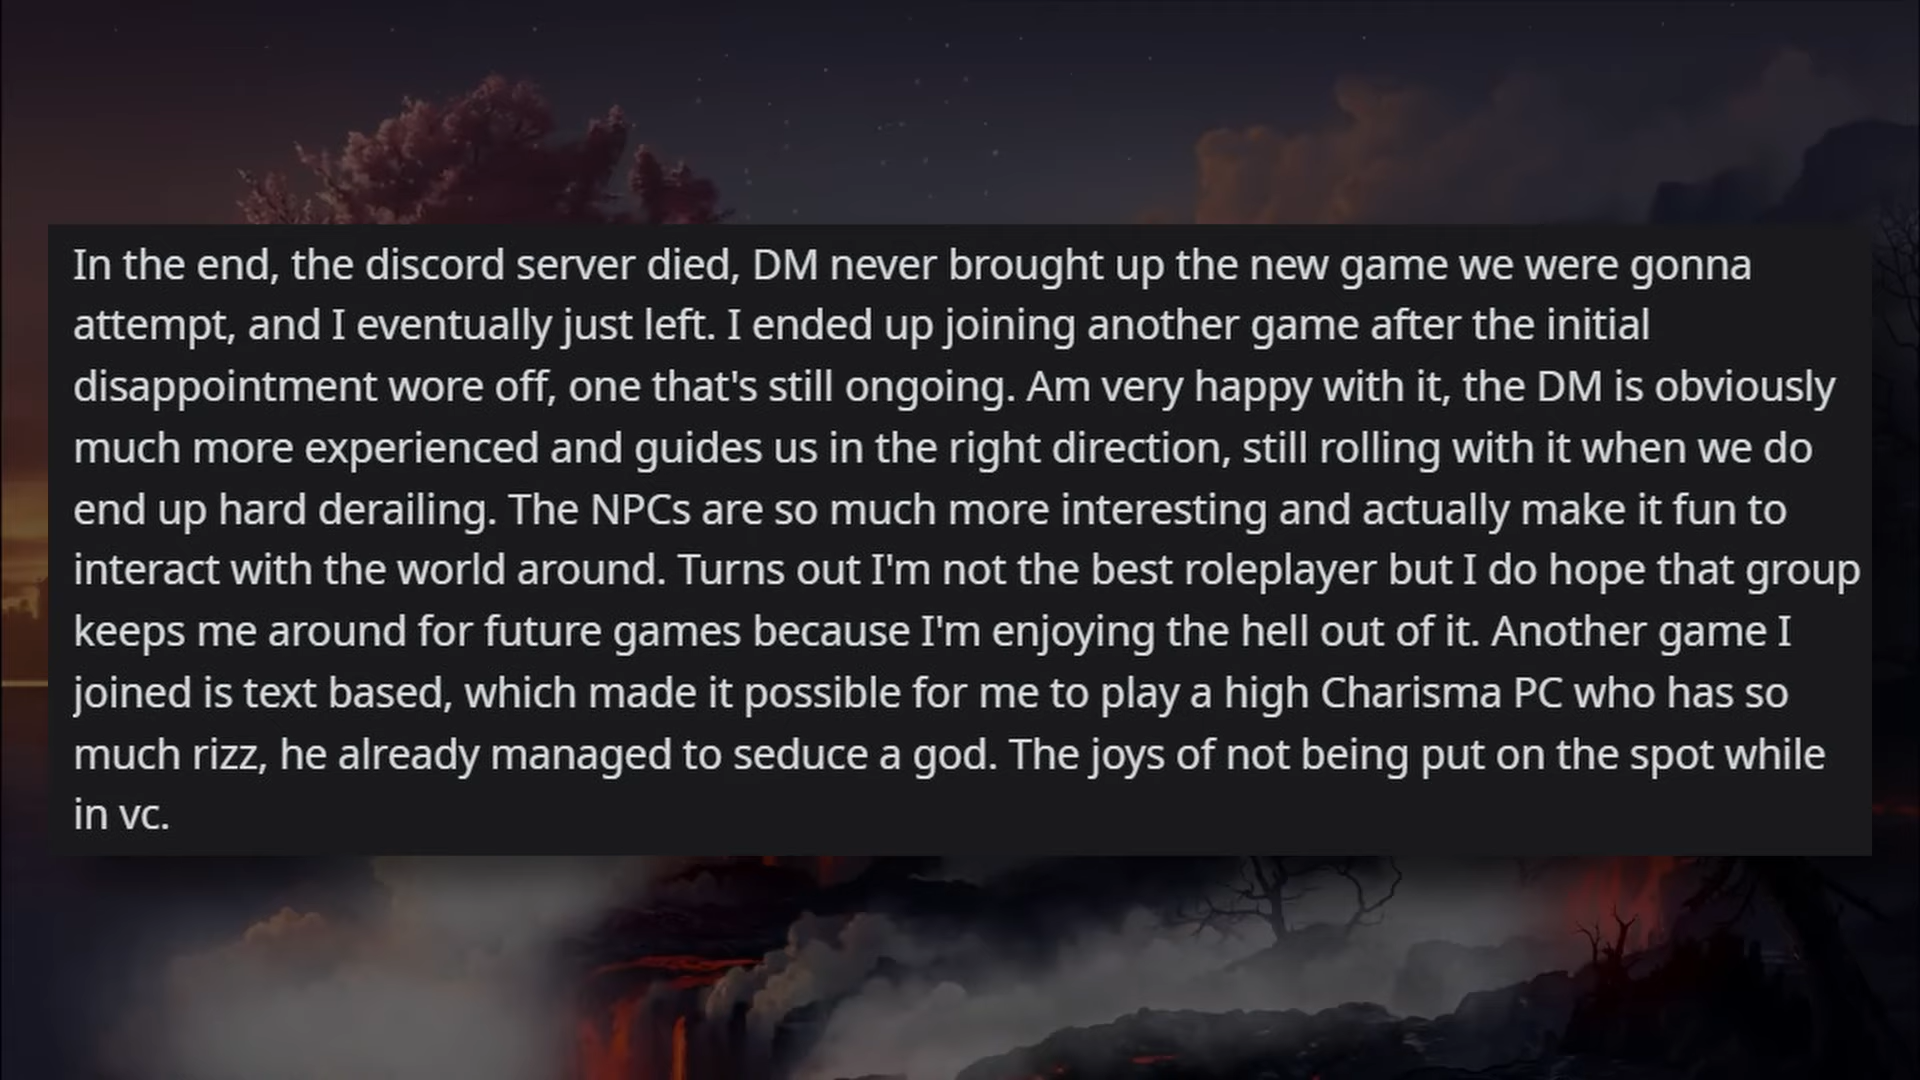 In the end, the discord server died, DM never brought up the new game we were gonna
attempt, and I eventually just left. I ended up joining another game after the initial
disappointment wore off, one that's still ongoing. Am very happy with it, the DM is obviously
much more experienced and guides us in the right direction, still rolling with it when we do
end up hard derailing. The NPCs are so much more interesting and actually make it fun to
interact with the world around. Turns out I'm not the best roleplayer but I do hope that group
keeps me around for future games because I'm enjoying the hell out of it. Another game I
joined is text based, which made it possible for me to play a high Charisma PC who has so
much rizz, he already managed to seduce a god. The joys of not being put on the spot while
in vc.